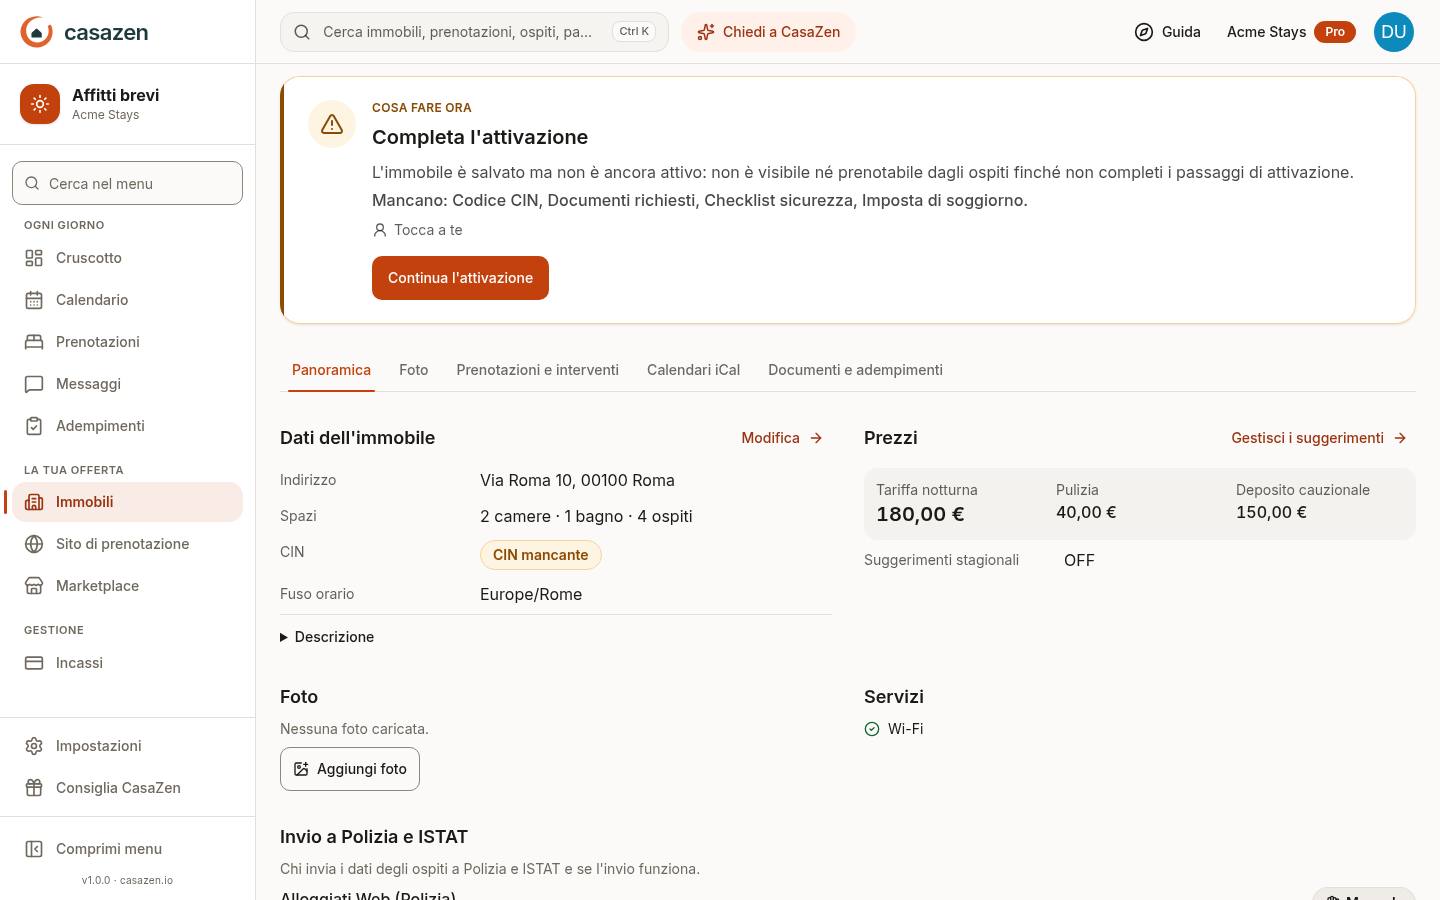 casazen
Cerca immobili, prenotazioni, ospiti, pa...
Ctrl K
Chiedi a CasaZen
Guida
Acme Stays
Pro
DU
Affitti brevi
Acme Stays
Cerca nel menu
OGNI GIORNO
Cruscotto
Calendario
Prenotazioni
Messaggi
Adempimenti
LA TUA OFFERTA
Immobili
Sito di prenotazione
Marketplace
GESTIONE
Incassi
Impostazioni
Consiglia CasaZen
Comprimi menu
v1.0.0 · casazen.io
COSA FARE ORA
Completa l'attivazione
L'immobile è salvato ma non è ancora attivo: non è visibile né prenotabile dagli ospiti finché non completi i passaggi di attivazione.
Mancano: Codice CIN, Documenti richiesti, Checklist sicurezza, Imposta di soggiorno.
Tocca a te
Continua l'attivazione
Panoramica
Foto
Prenotazioni e interventi
Calendari iCal
Documenti e adempimenti
Dati dell'immobile
Modifica
Indirizzo
Via Roma 10, 00100 Roma
Spazi
2 camere · 1 bagno · 4 ospiti
CIN
CIN mancante
Fuso orario
Europe/Rome
Descrizione
Prezzi
Gestisci i suggerimenti
Tariffa notturna
180,00 €
Pulizia
40,00 €
Deposito cauzionale
150,00 €
Suggerimenti stagionali
OFF
Foto
Nessuna foto caricata.
Aggiungi foto
Servizi
Wi-Fi
Invio a Polizia e ISTAT
Chi invia i dati degli ospiti a Polizia e ISTAT e se l'invio funziona.
Alloggiati Web (Polizia)